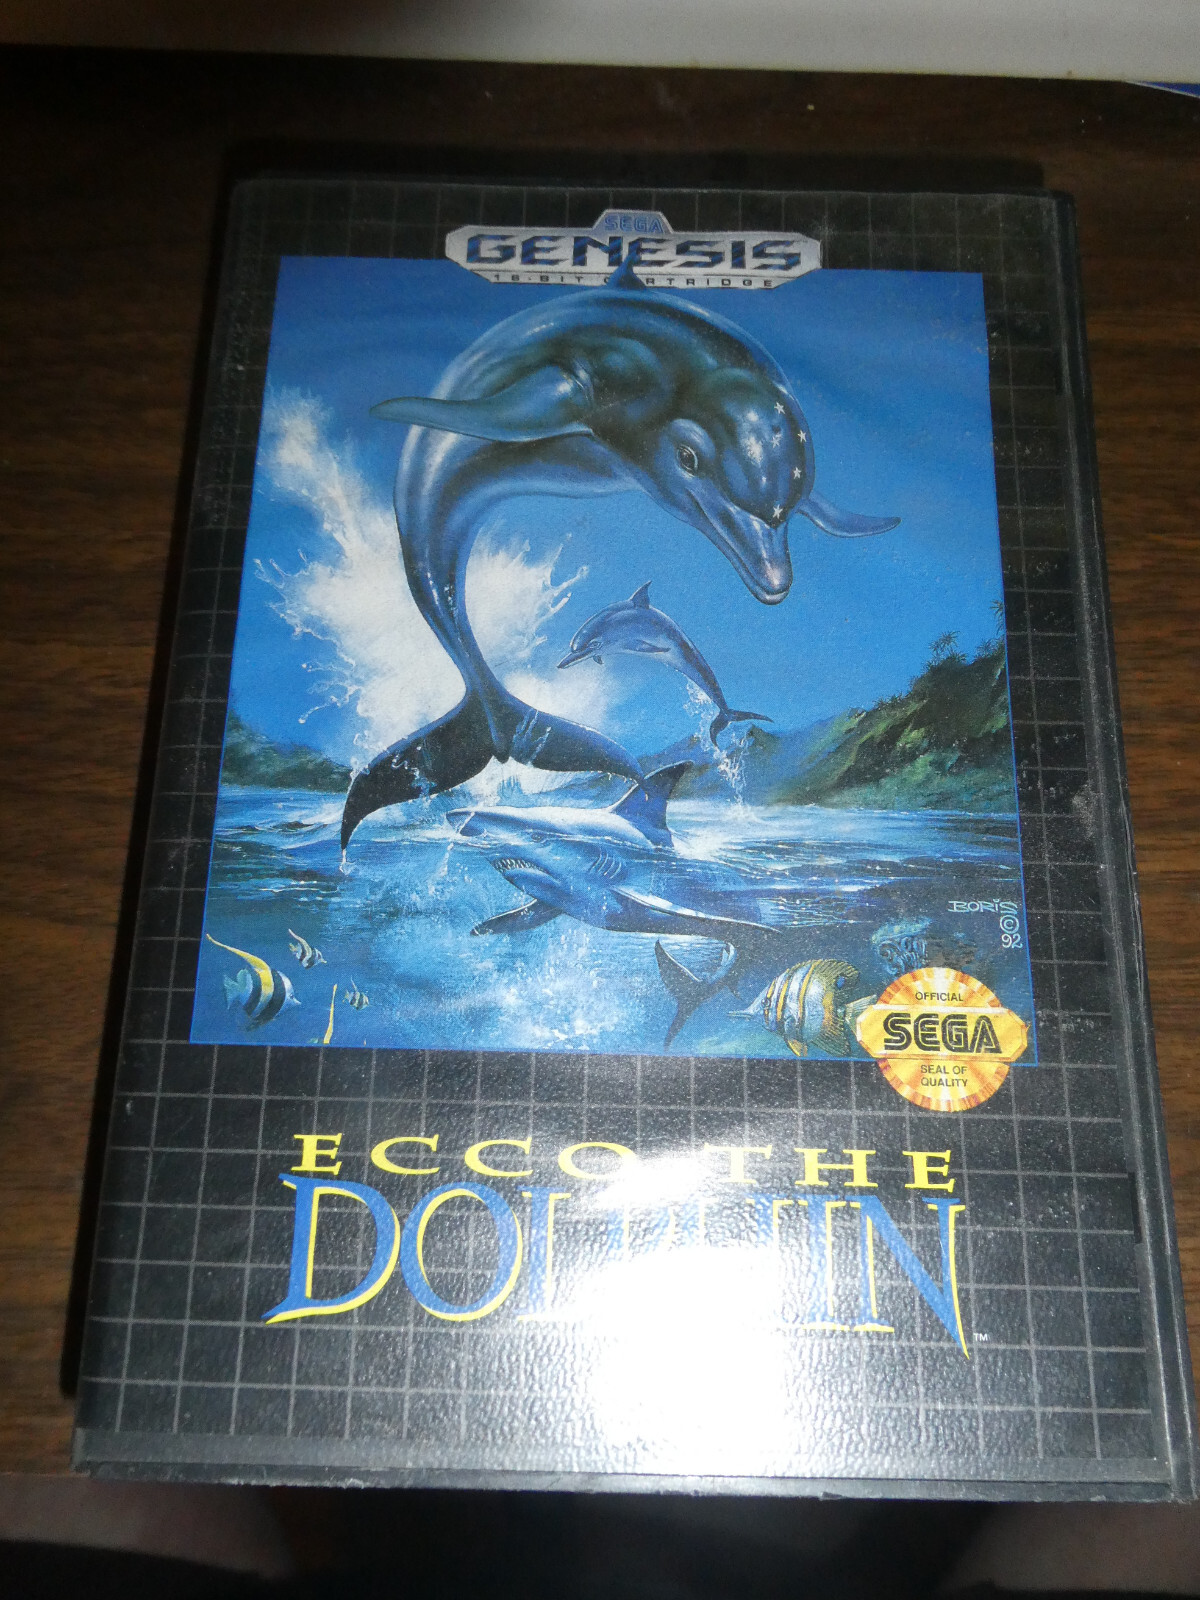 SEGA
GENESIS
16-BIT CARTRIDGE
BORIS
©
92
OFFICIAL
SEGA
SEAL OF
QUALITY
ECCO THE
DOLPHIN
™